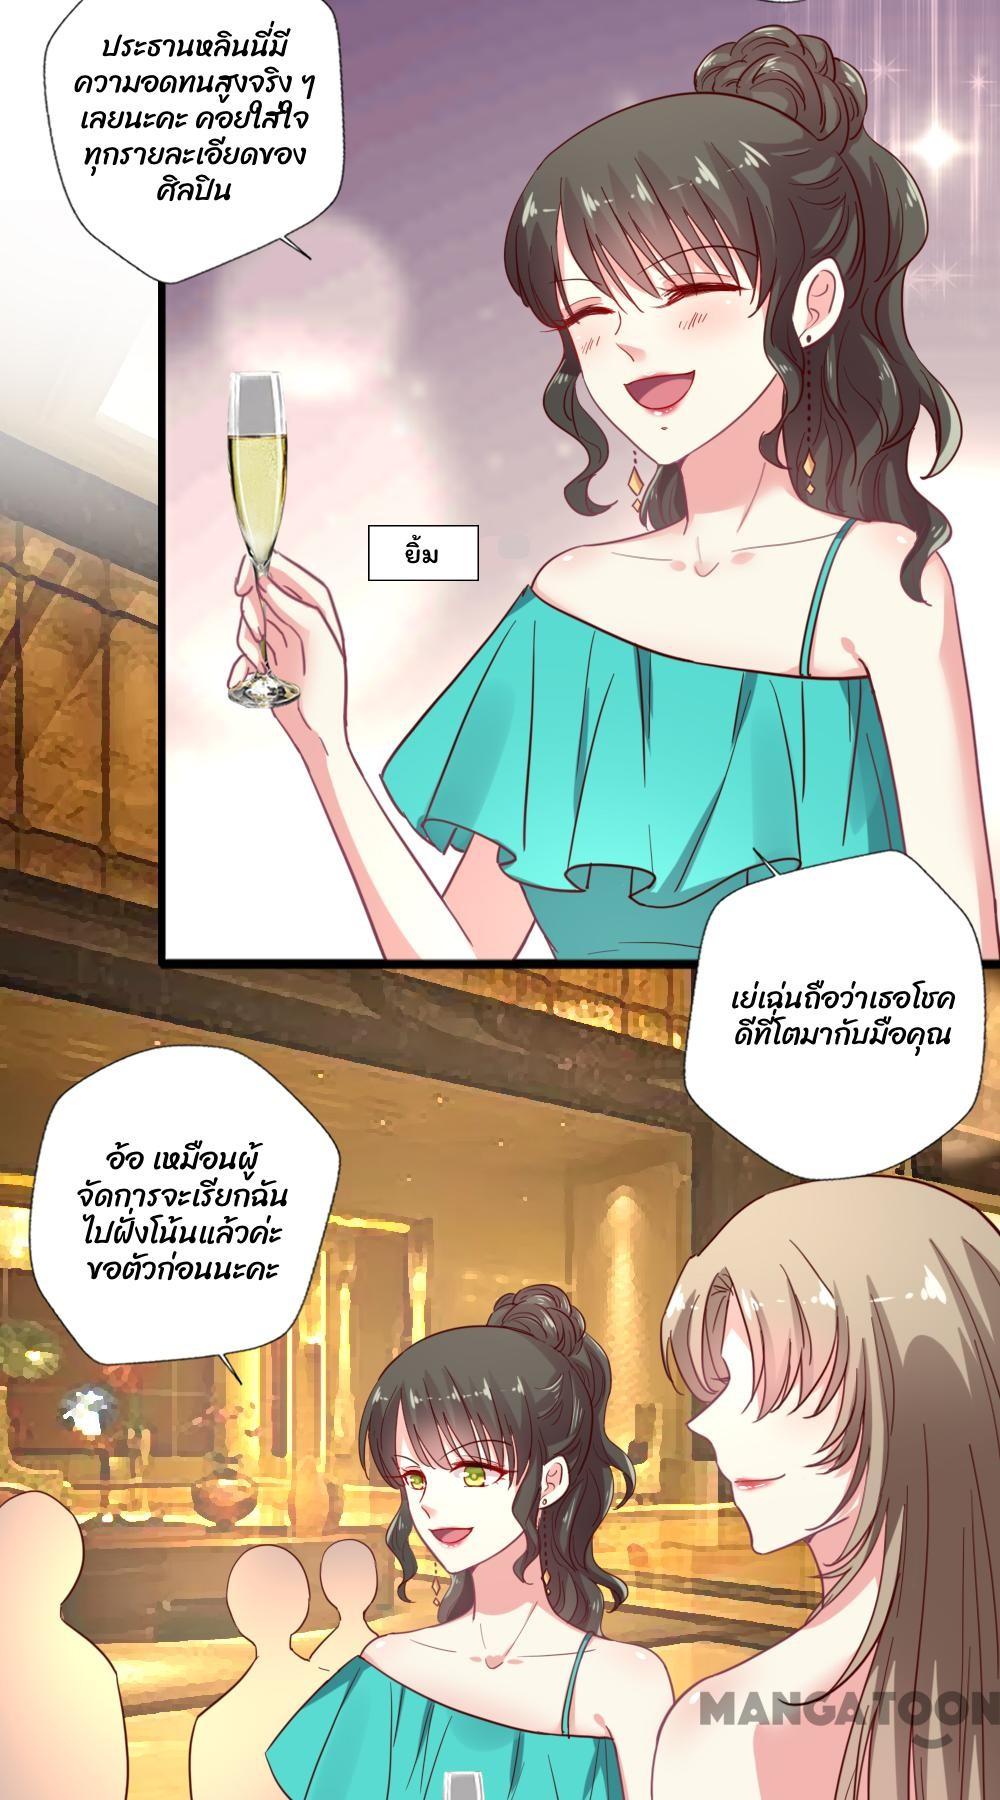 ประธานหลินนี่มี
ความอดทนสูงจริง ๆ
เลยนะคะ คอยใส่ใจ
ทุกรายละเอียดของ
ศิลปิน
ยิ้ม
เย่เฉ่นถือว่าเธอโชค
ดีที่โตมากับมือคุณ
อ้อ เหมือนผู้
จัดการจะเรียกฉัน
ไปฝั่งโน้นแล้วค่ะ
ขอตัวก่อนนะคะ
MANGATOON